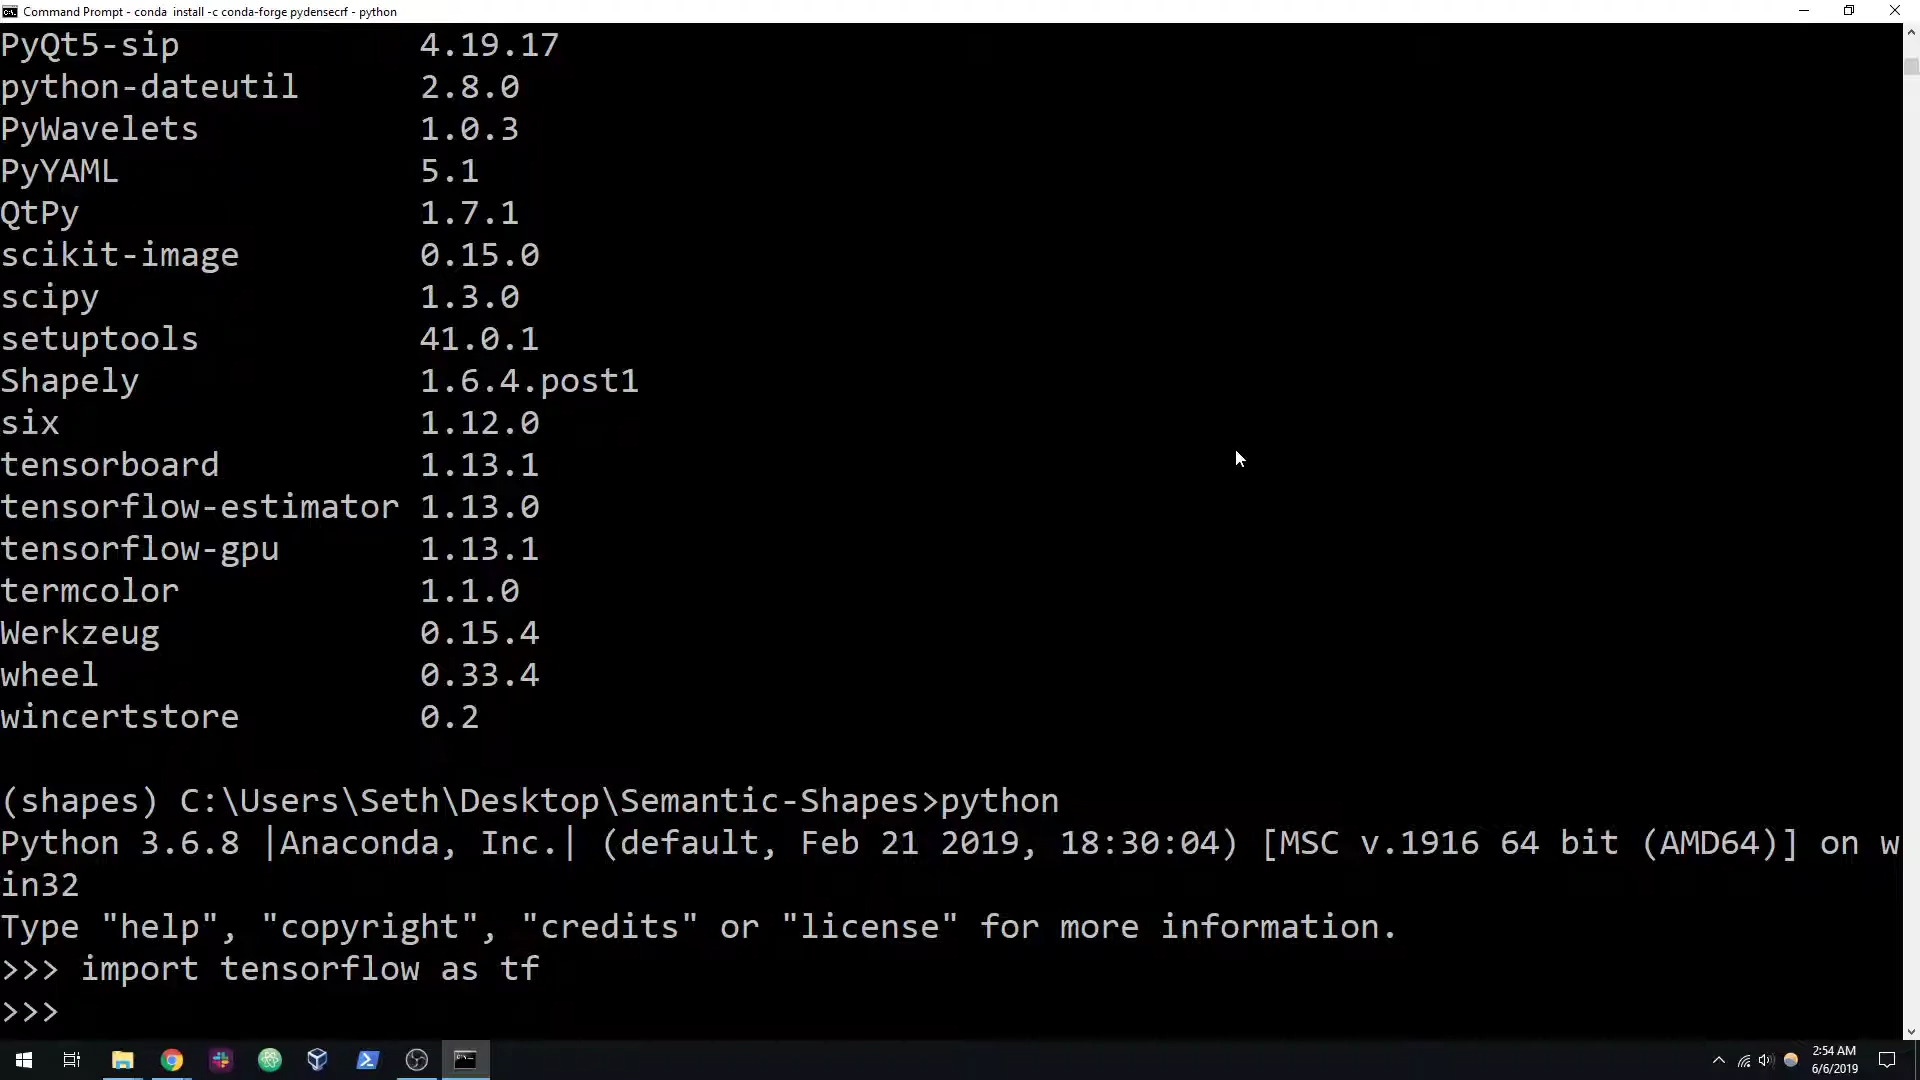 Command Prompt - conda  install -c conda-forge pydensecrf - python
PyQt5-sip 4.19.17
python-dateutil 2.8.0
PyWavelets 1.0.3
PyYAML 5.1
QtPy 1.7.1
scikit-image 0.15.0
scipy 1.3.0
setuptools 41.0.1
Shapely 1.6.4.post1
six 1.12.0
tensorboard 1.13.1
tensorflow-estimator 1.13.0
tensorflow-gpu 1.13.1
termcolor 1.1.0
Werkzeug 0.15.4
wheel 0.33.4
wincertstore 0.2
(shapes) C:\Users\Seth\Desktop\Semantic-Shapes>python
Python 3.6.8 |Anaconda, Inc.| (default, Feb 21 2019, 18:30:04) [MSC v.1916 64 bit (AMD64)] on w
in32
Type "help", "copyright", "credits" or "license" for more information.
>>> import tensorflow as tf
>>>
2:54 AM
6/6/2019